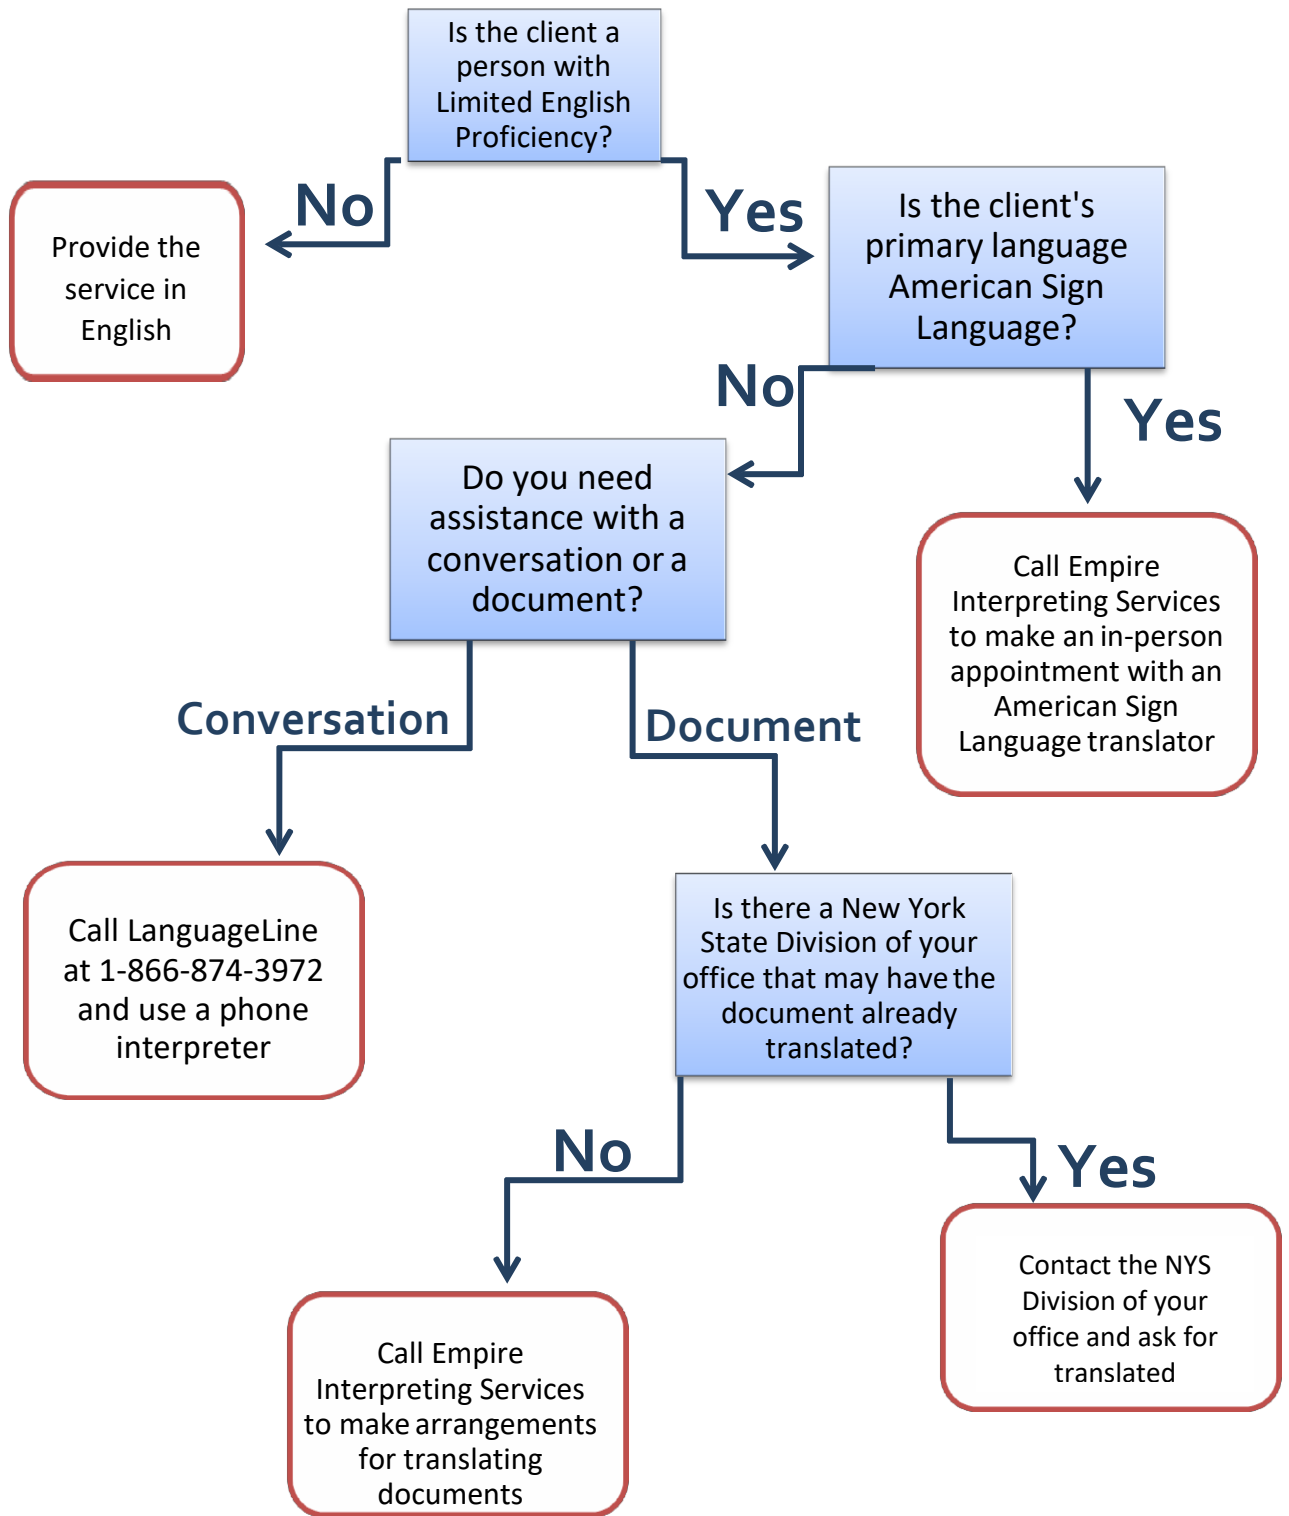 Is the client a
person with
Limited English
Proficiency?
No
Yes
Provide the
service in
English
Is the client's
primary language
American Sign
Language?
No
Yes
Do you need
assistance with a
conversation or a
document?
Call Empire
Interpreting Services
to make an in-person
appointment with an
American Sign
Language translator
Conversation
Document
Call LanguageLine
at 1-866-874-3972
and use a phone
interpreter
Is there a New York
State Division of your
office that may have the
document already
translated?
No
Yes
Contact the NYS
Division of your
office and ask for
translated
Call Empire
Interpreting Services
to make arrangements
for translating
documents